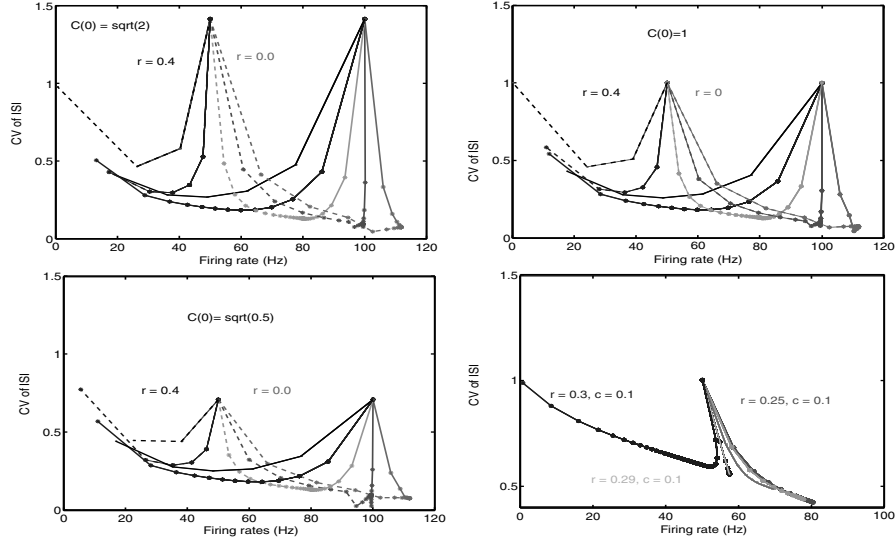 1.5
C(0) = sqrt(2)
r = 0.4
r = 0.0
1
CV of ISI
0.5
0
0 20 40 60 80 100 120
Firing rate (Hz)
1.5
C(0)=1
r = 0.4
r = 0
1
CV of ISI
0.5
0
0 20 40 60 80 100 120
Firing rate (Hz)
1.5
C(0)= sqrt(0.5)
1
r = 0.4
r = 0.0
CV of ISI
0.5
0
0 20 40 60 80 100 120
Firing rates (Hz)
1.5
1
r = 0.3, c = 0.1
r = 0.25, c = 0.1
CV of ISI
r = 0.29, c = 0.1
0.5
0 20 40 60 80 100
Firing rate (Hz)